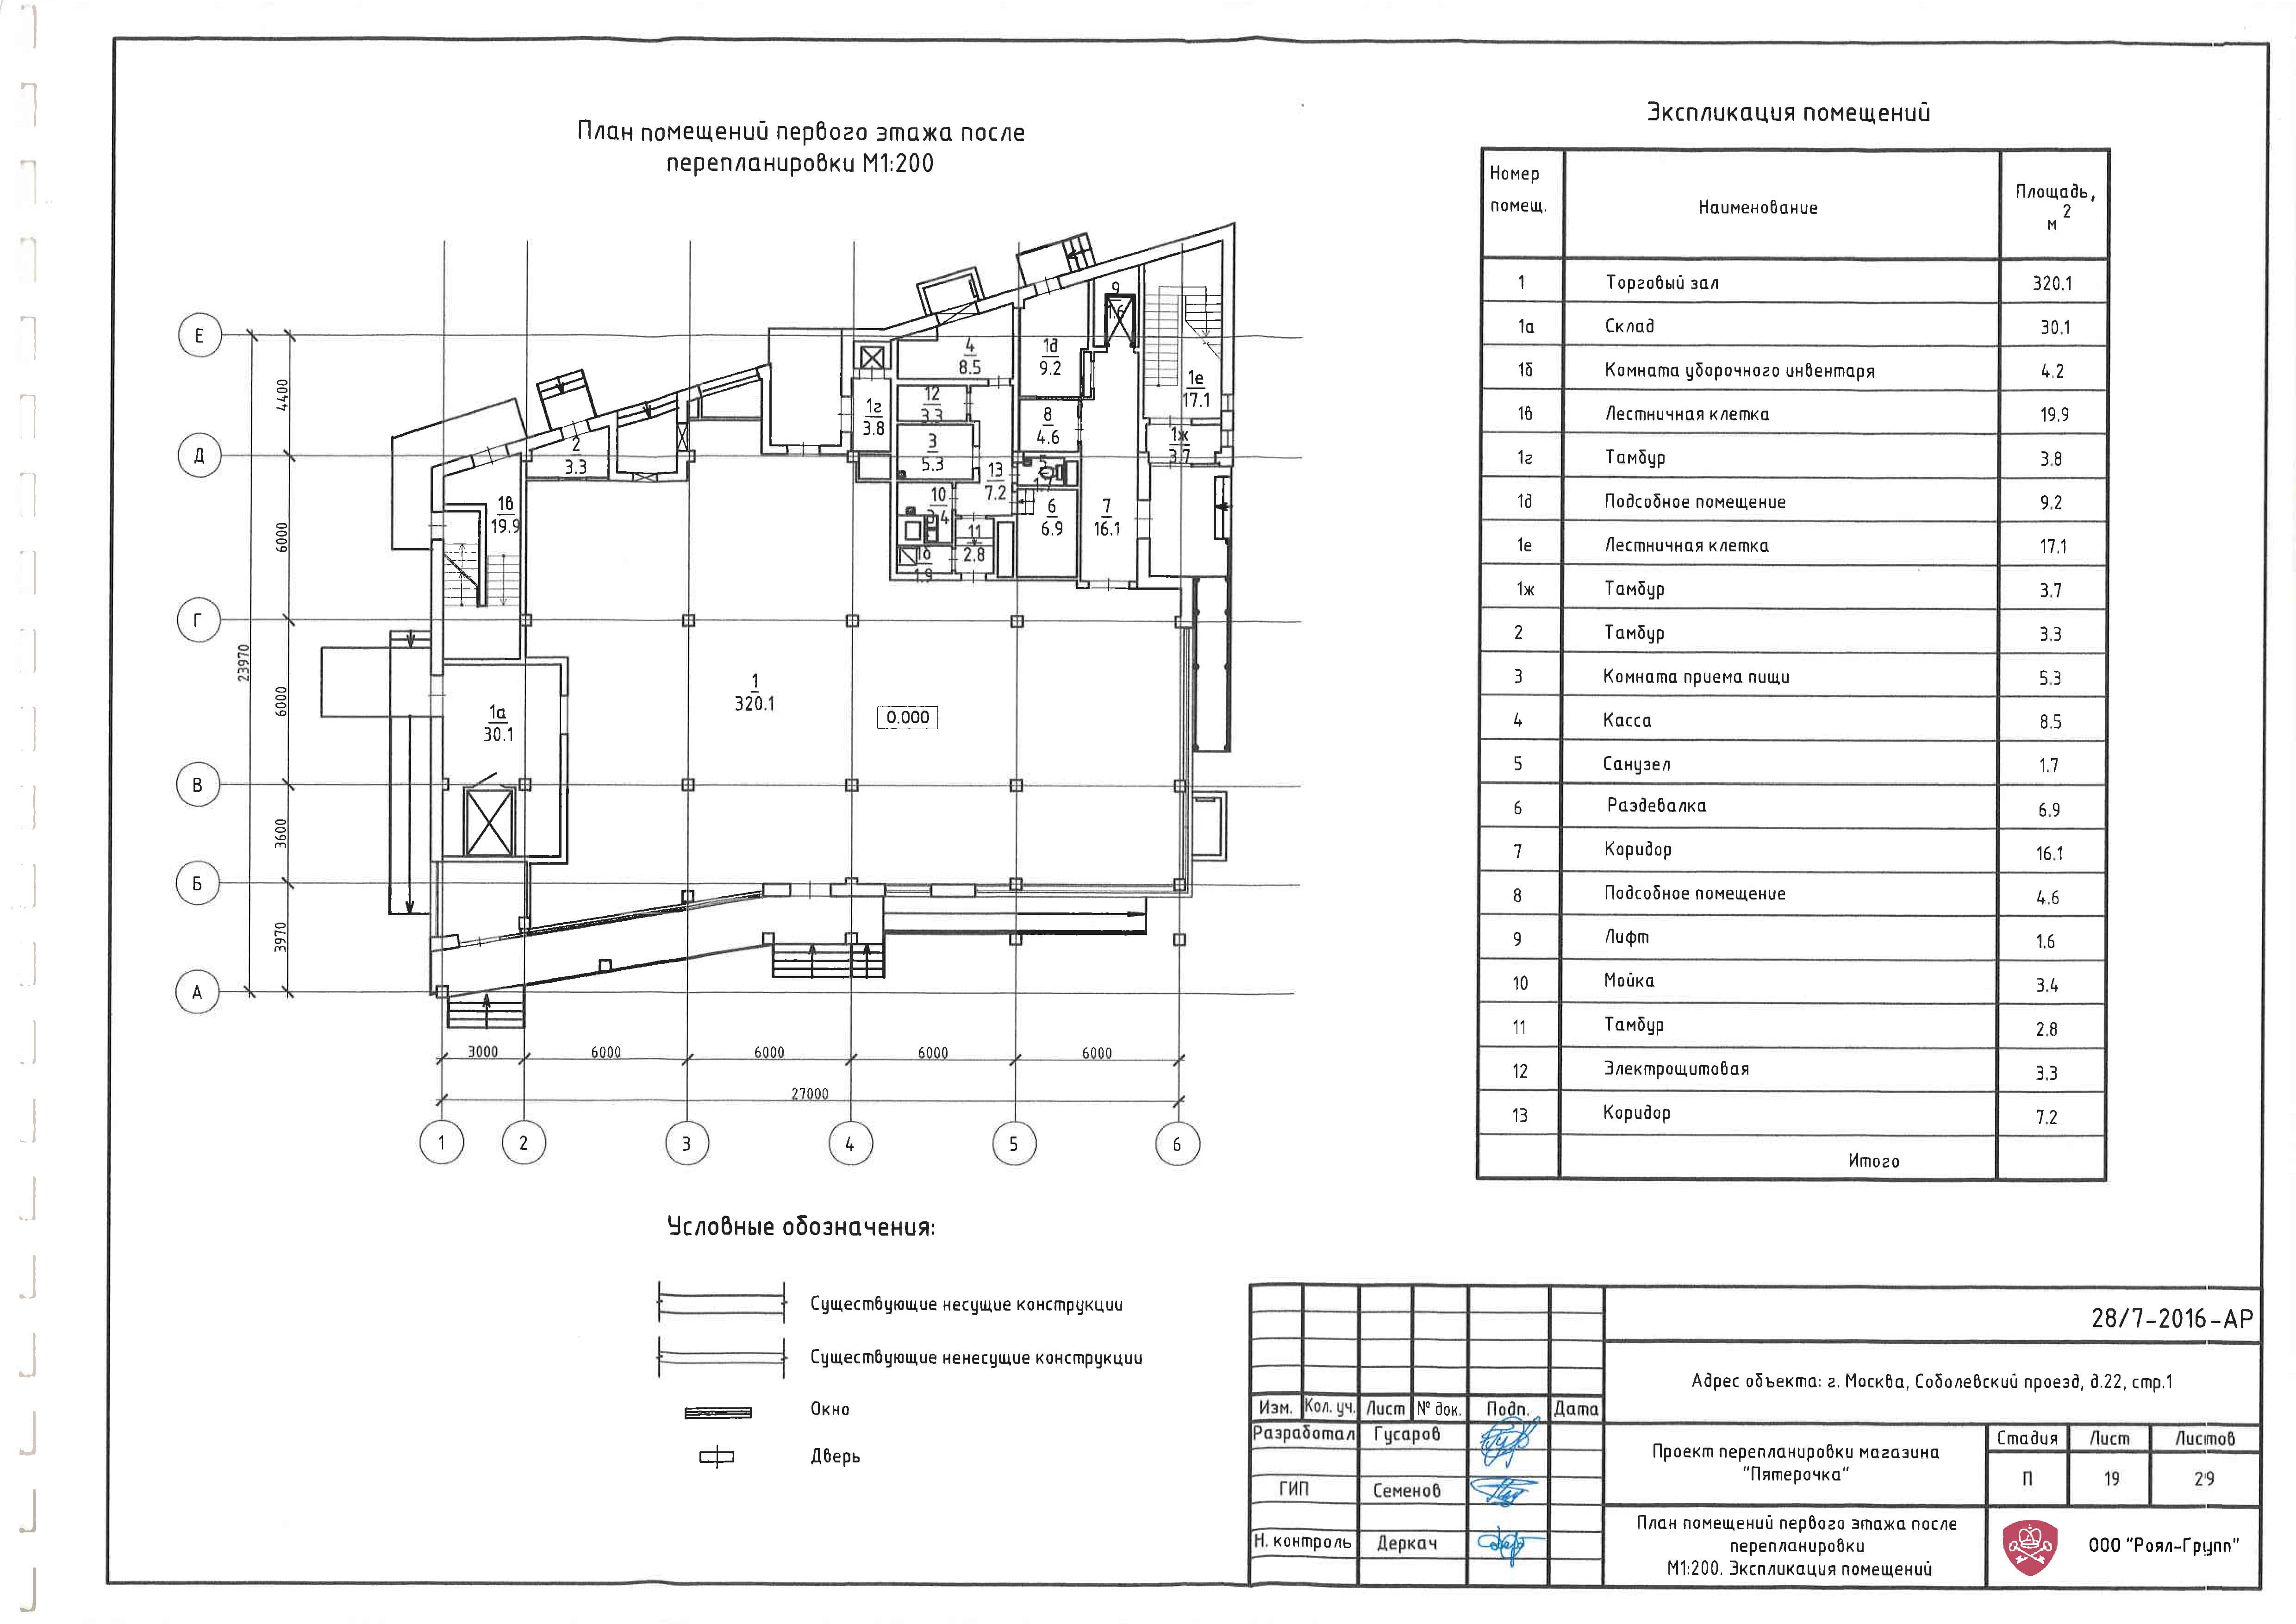 План помещений первого этажа после
перепланировки М1:200
Экспликация помещений
Номер
помещ.
Наименование
Площадь,
м 2
1 Торговый зал 320.1
1а Склад 30.1
1б Комната уборочного инвентаря 4.2
1в Лестничная клетка 19.9
1г Тамбур 3.8
1д Подсобное помещение 9.2
1е Лестничная клетка 17.1
1ж Тамбур 3.7
2 Тамбур 3.3
3 Комната приема пищи 5.3
4 Касса 8.5
5 Санузел 1.7
6 Раздевалка 6.9
7 Коридор 16.1
8 Подсобное помещение 4.6
9 Лифт 1.6
10 Мойка 3.4
11 Тамбур 2.8
12 Электрощитовая 3.3
13 Коридор 7.2
Итого
Е
Д
Г
В
Б
А
4400
6000
6000
3600
3970
23970
9
1.6
4
8.5
1д
9.2
1е
17.1
12
3.3
1г
3.8
8
4.6
1ж
3.7
2
3.3
3
5.3
13
7.2
5
1в
19.9
10
6
6.9
7
16.1
11
2.8
1.9
1
320.1
0.000
1а
30.1
3000
6000
6000
6000
6000
27000
1
2
3
4
5
6
Условные обозначения:
Существующие несущие конструкции
Существующие ненесущие конструкции
Окно
Дверь
28/7-2016-АР
Адрес объекта: г. Москва, Соболевский проезд, д.22, стр.1
Изм. Кол. уч. Лист № док. Подп. Дата
Разработал Гусаров
ГИП Семенов
Н. контроль Деркач
Проект перепланировки магазина
"Пятерочка"
Стадия Лист Листов
П 19 29
План помещений первого этажа после
перепланировки
М1:200. Экспликация помещений
ООО "Роял-Групп"